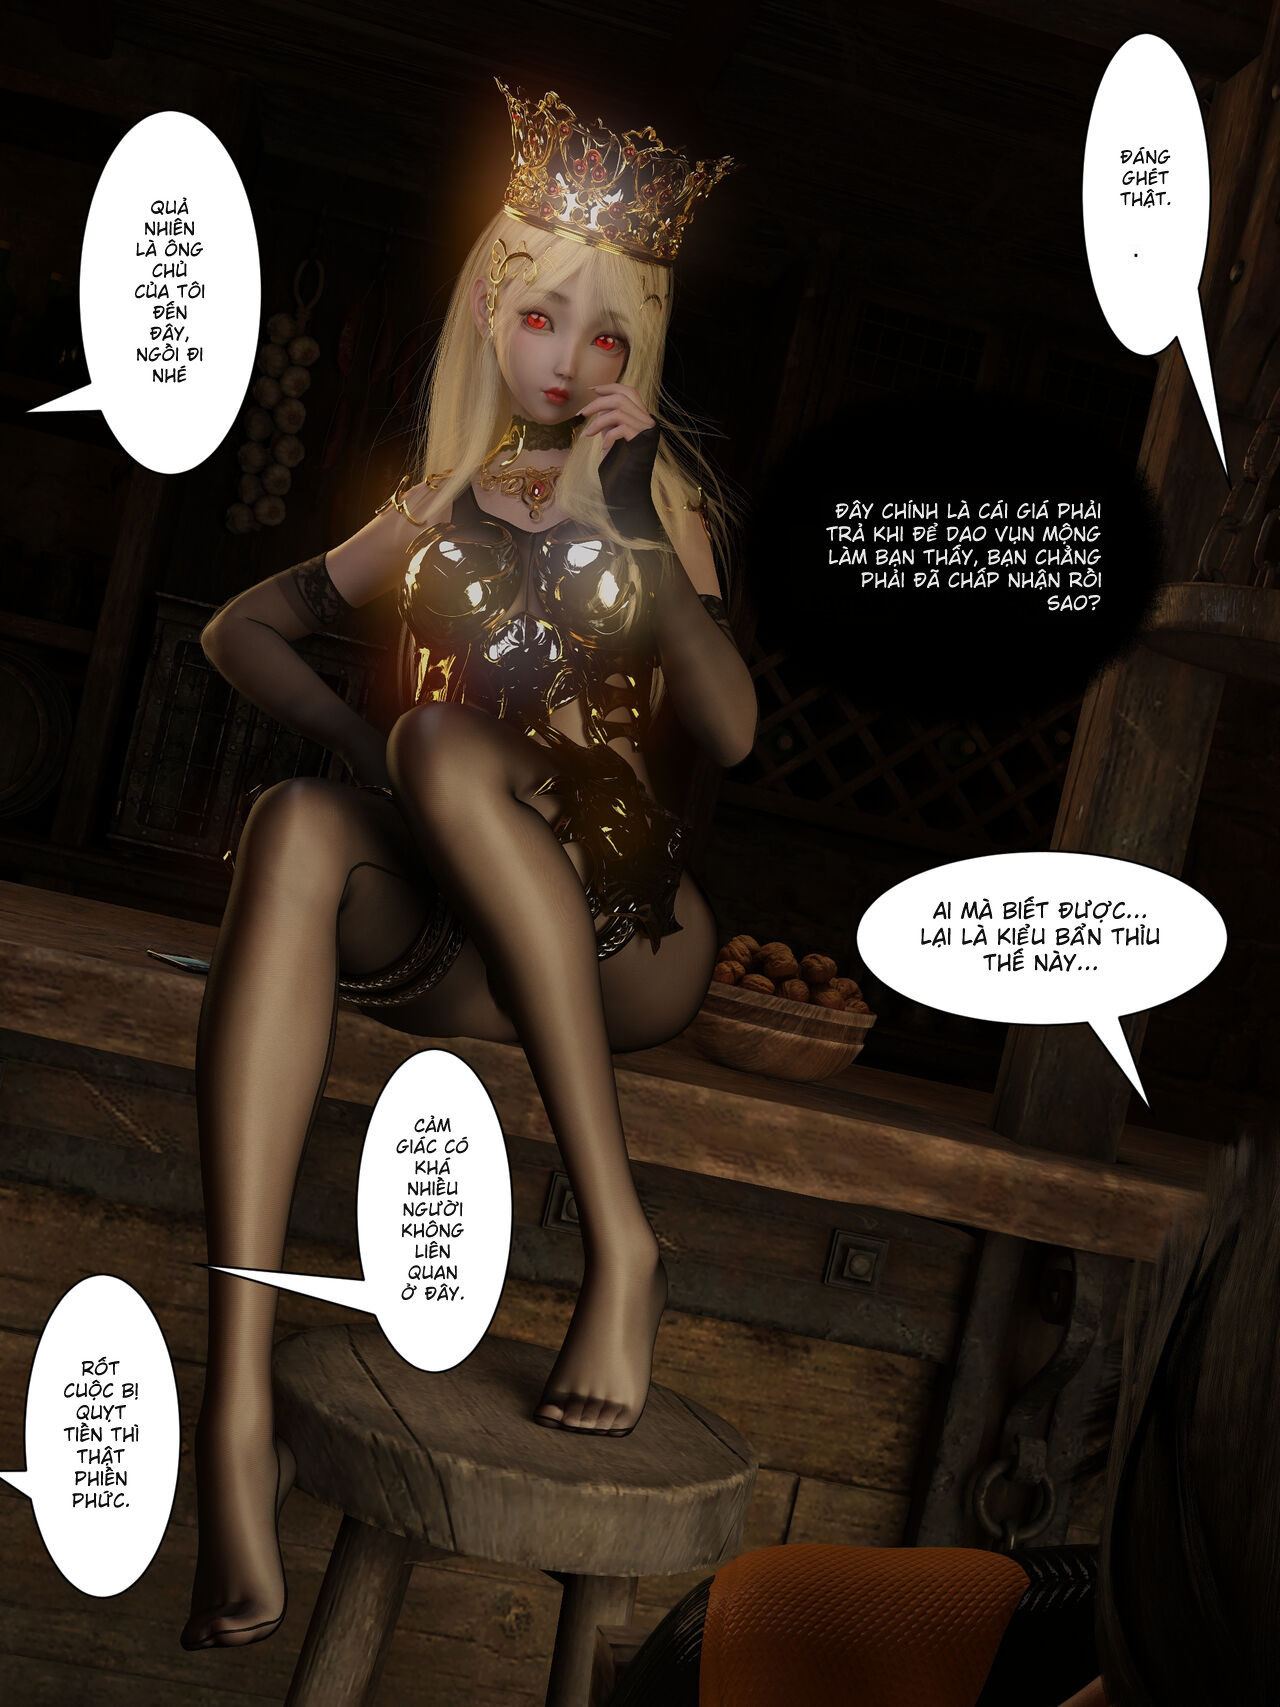 ĐÁNG
GHÉT
THẬT.
.
QUẢ
NHIÊN
LÀ ÔNG
CHỦ
CỦA TÔI
ĐẾN
ĐÂY,
NGỒI ĐI
NHÉ
ĐÂY CHÍNH LÀ CÁI GIÁ PHẢI
TRẢ KHI ĐỂ DAO VỤN MỘNG
LÀM BẠN THẤY, BẠN CHẲNG
PHẢI ĐÃ CHẤP NHẬN RỒI
SAO?
AI MÀ BIẾT ĐƯỢC...
LẠI LÀ KIỂU BẨN THỈU
THẾ NÀY...
CẢM
GIÁC CÓ
KHÁ
NHIỀU
NGƯỜI
KHÔNG
LIÊN
QUAN
Ở ĐÂY.
RỐT
CUỘC BỊ
QUỴT
TIỀN THÌ
THẬT
PHIỀN
PHỨC.